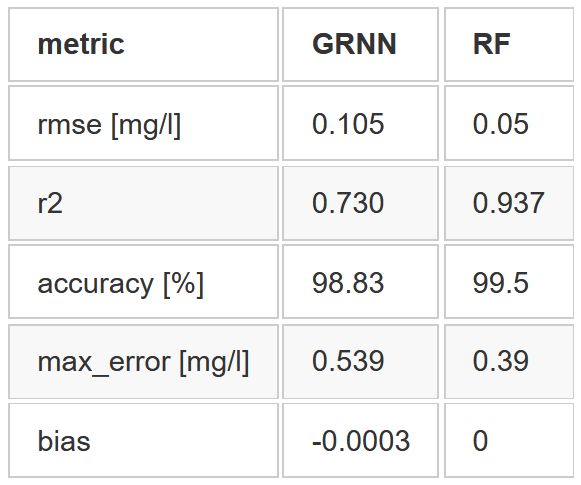 metric GRNN RF
rmse [mg/l] 0.105 0.05
r2 0.730 0.937
accuracy [%] 98.83 99.5
max_error [mg/l] 0.539 0.39
bias -0.0003 0